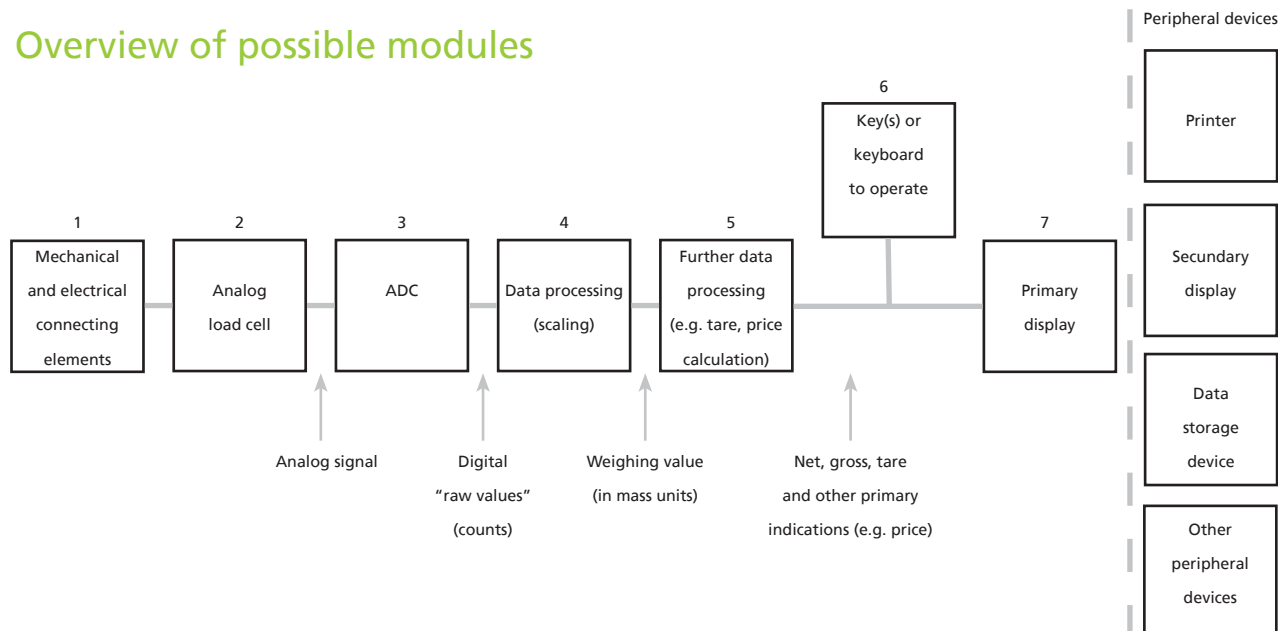 Overview of possible modules
Peripheral devices
1
Mechanical
and electrical
connecting
elements
2
Analog
load cell
3
ADC
4
Data processing
(scaling)
5
Further data
processing
(e.g. tare, price
calculation)
6
Key(s) or
keyboard
to operate
7
Primary
display
Printer
Secundary
display
Data
storage
device
Other
peripheral
devices
Analog signal
Digital
“raw values”
(counts)
Weighing value
(in mass units)
Net, gross, tare
and other primary
indications (e.g. price)